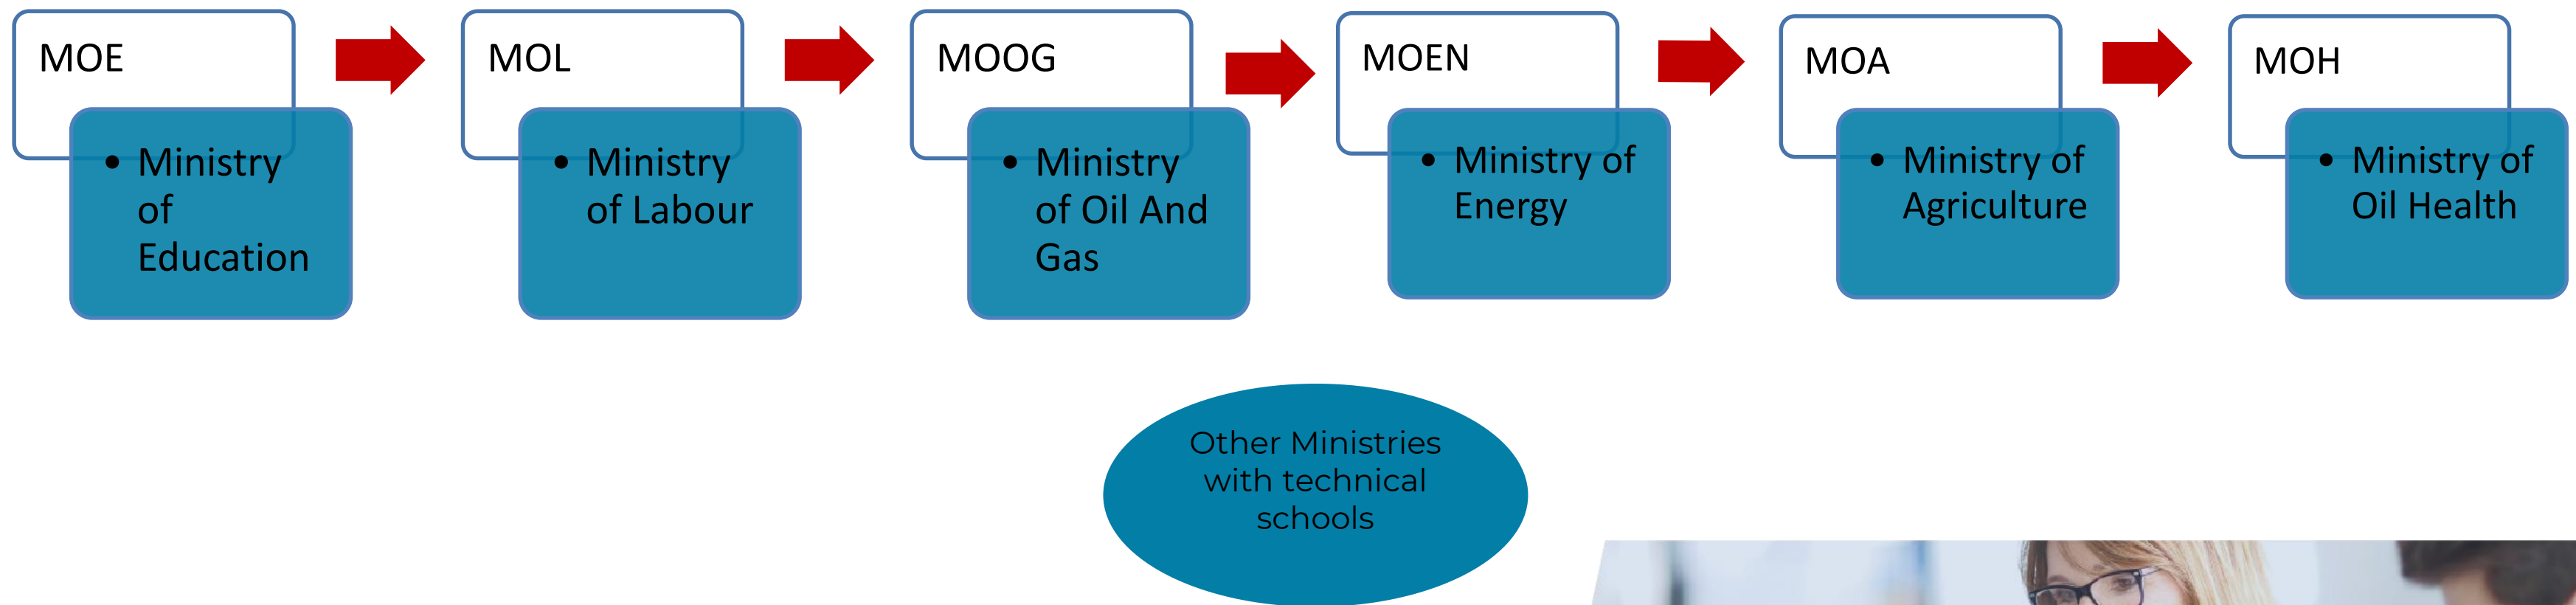 MOE
• Ministry
of
Education
MOL
• Ministry
of Labour
MOOG
• Ministry
of Oil And
Gas
MOEN
• Ministry of
Energy
MOA
• Ministry of
Agriculture
MOH
• Ministry of
Oil Health
Other Ministries
with technical
schools